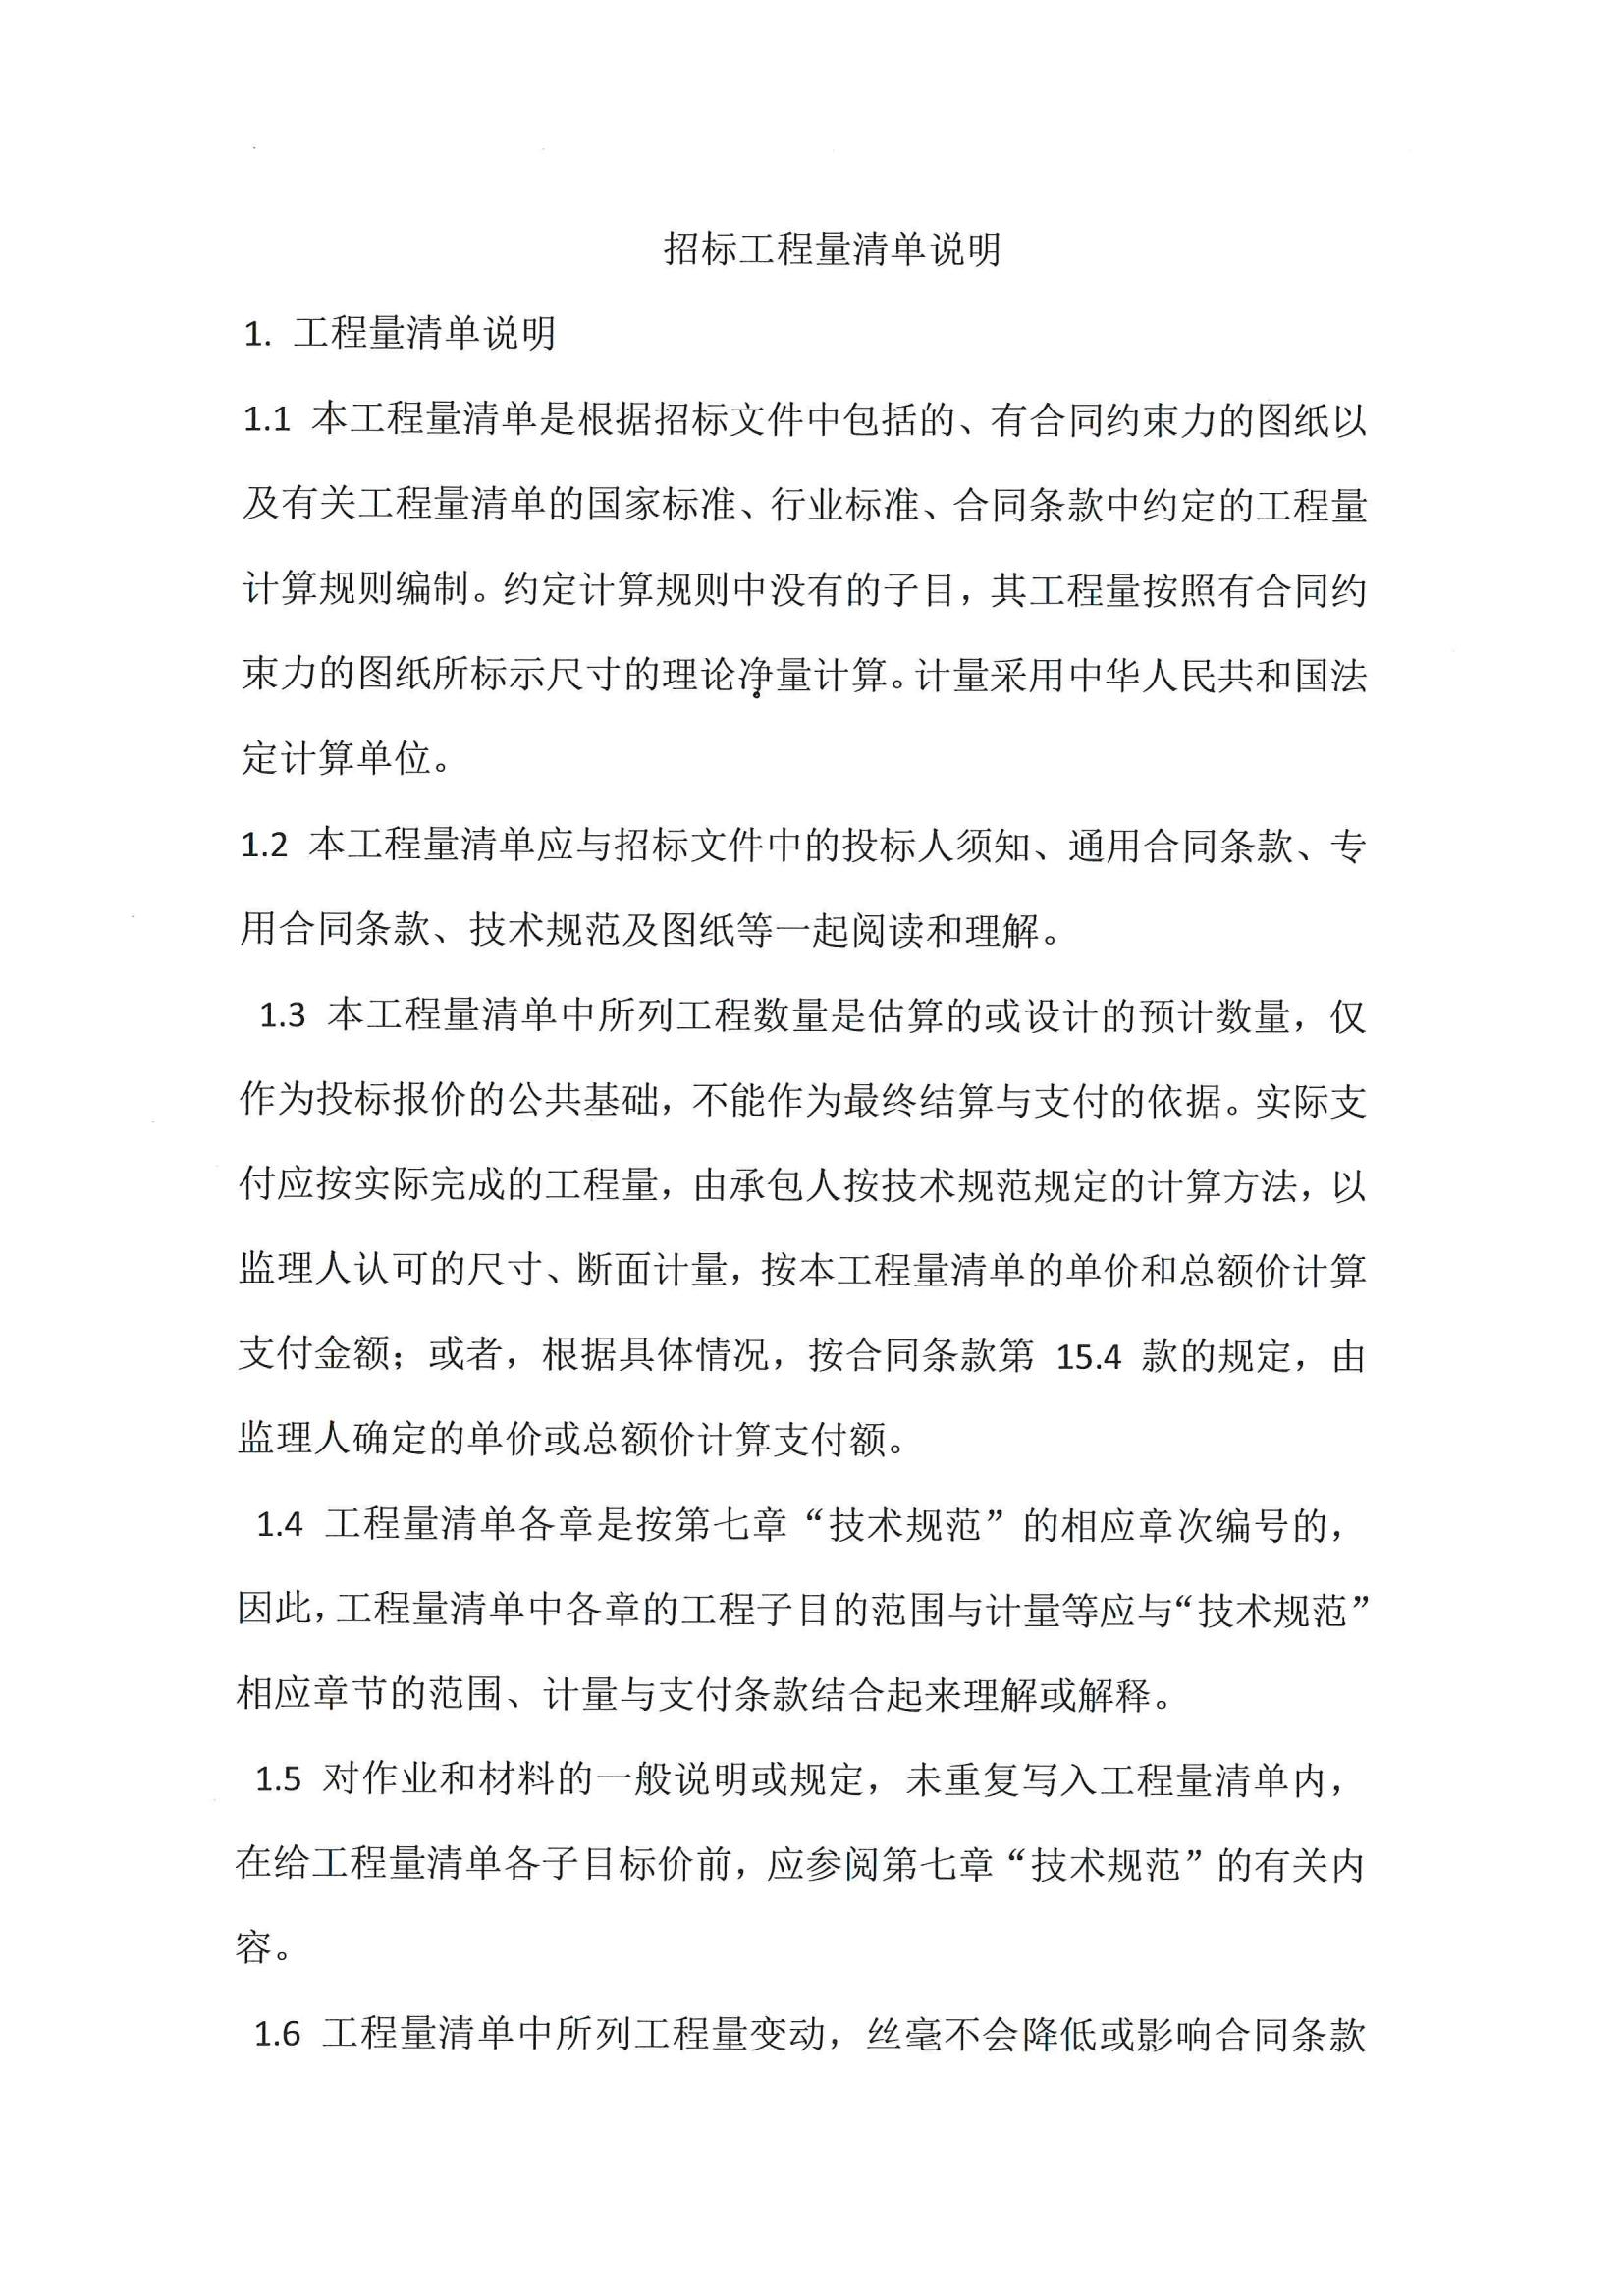 招标工程量清单说明
1. 工程量清单说明
1.1 本工程量清单是根据招标文件中包括的、有合同约束力的图纸以
及有关工程量清单的国家标准、行业标准、合同条款中约定的工程量
计算规则编制。约定计算规则中没有的子目，其工程量按照有合同约
束力的图纸所标示尺寸的理论净量计算。计量采用中华人民共和国法
定计算单位。
1.2 本工程量清单应与招标文件中的投标人须知、通用合同条款、专
用合同条款、技术规范及图纸等一起阅读和理解。
1.3 本工程量清单中所列工程数量是估算的或设计的预计数量，仅
作为投标报价的公共基础，不能作为最终结算与支付的依据。实际支
付应按实际完成的工程量，由承包人按技术规范规定的计算方法，以
监理人认可的尺寸、断面计量，按本工程量清单的单价和总额价计算
支付金额；或者，根据具体情况，按合同条款第 15.4 款的规定，由
监理人确定的单价或总额价计算支付额。
1.4 工程量清单各章是按第七章“技术规范”的相应章次编号的，
因此，工程量清单中各章的工程子目的范围与计量等应与“技术规范”
相应章节的范围、计量与支付条款结合起来理解或解释。
1.5 对作业和材料的一般说明或规定，未重复写入工程量清单内，
在给工程量清单各子目标价前，应参阅第七章“技术规范”的有关内
容。
1.6 工程量清单中所列工程量变动，丝毫不会降低或影响合同条款